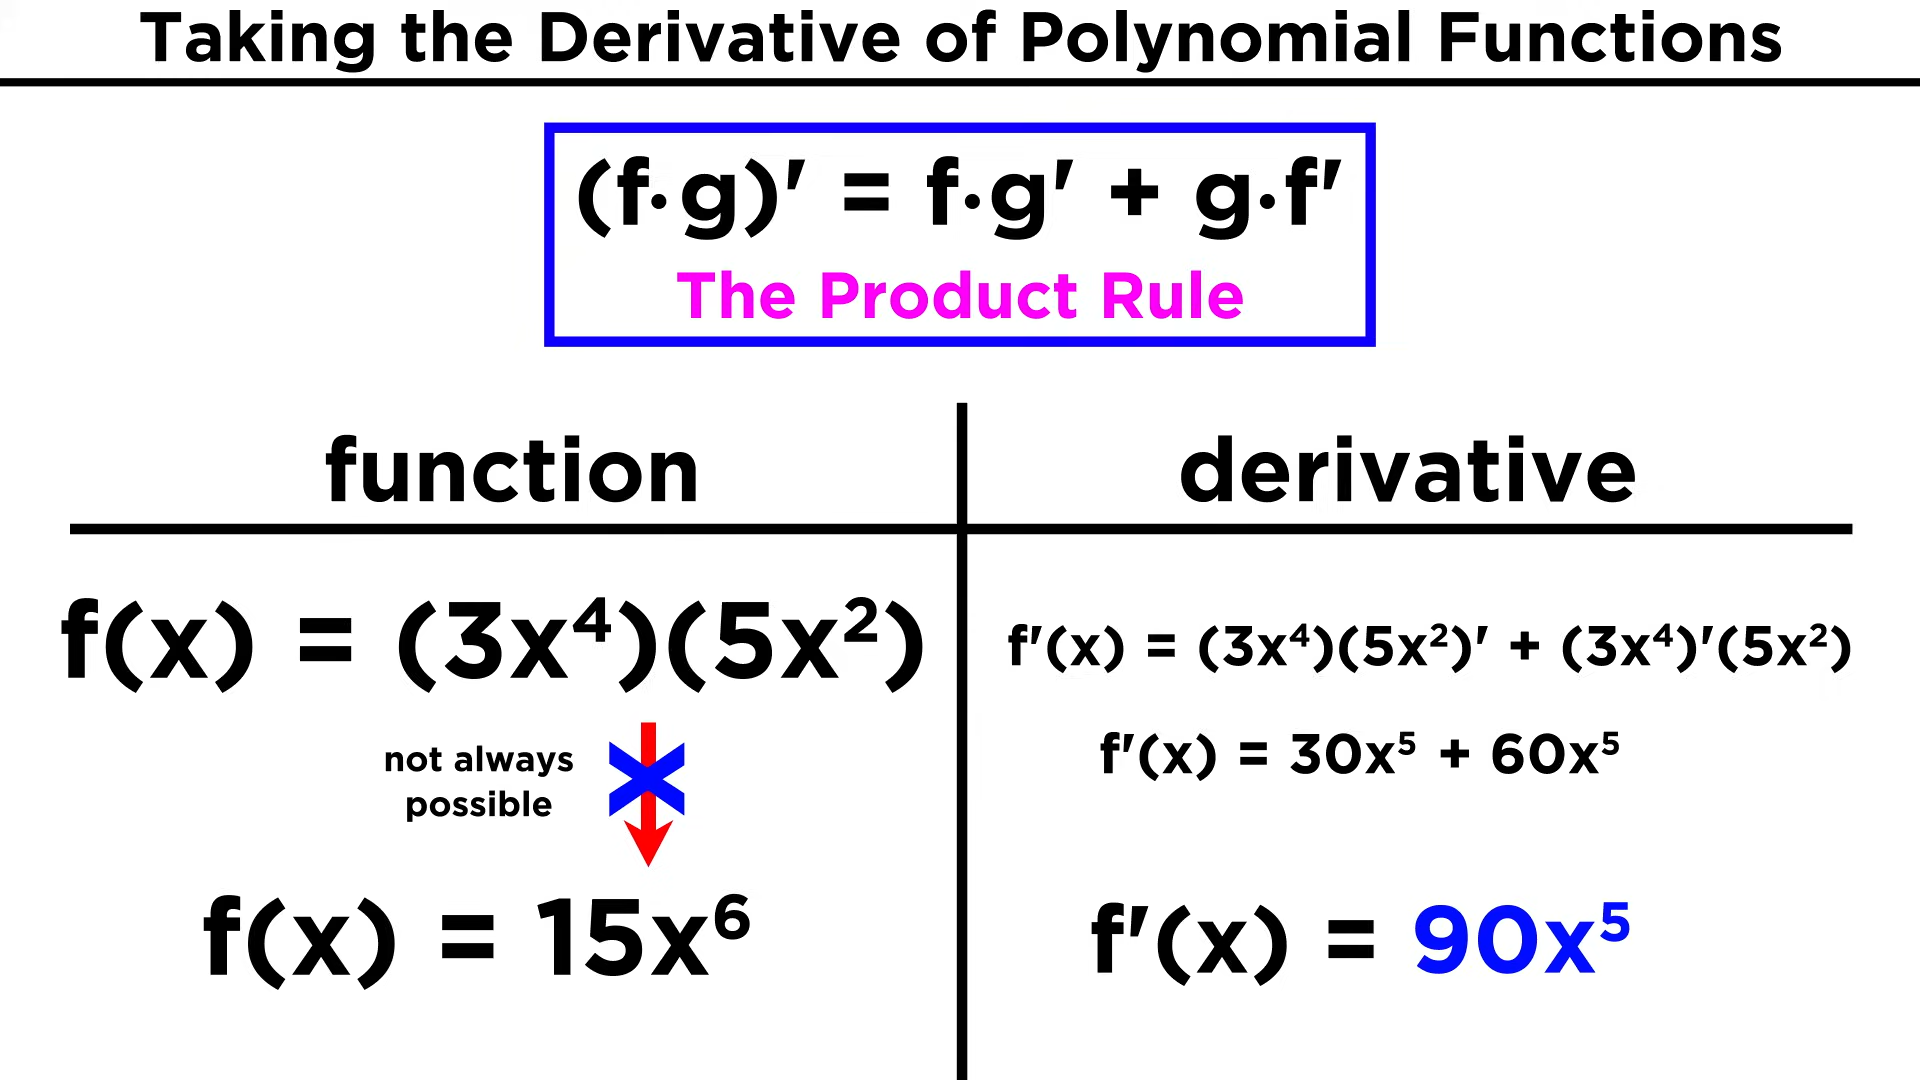 Taking the Derivative of Polynomial Functions
(f·g)' = f·g' + g·f'
The Product Rule
function
derivative
f(x) = (3x⁴)(5x²)
f'(x) = (3x⁴)(5x²)' + (3x⁴)'(5x²)
not always
possible
f'(x) = 30x⁵ + 60x⁵
f(x) = 15x⁶
f'(x) = 90x⁵